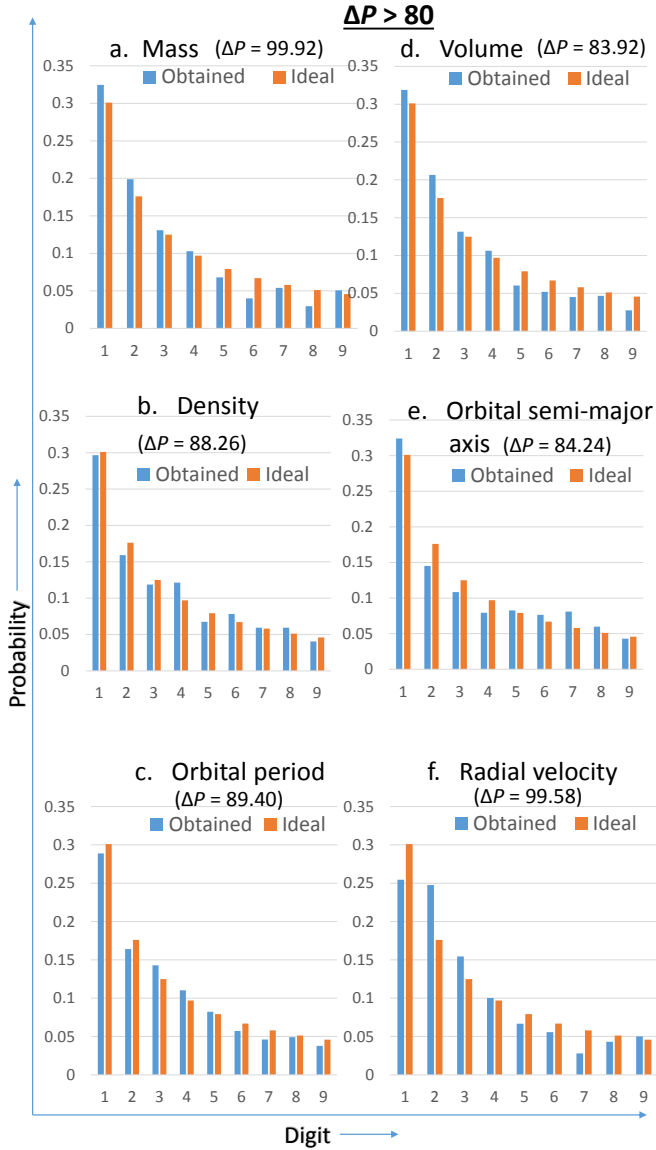 ΔP > 80
a. Mass (ΔP = 99.92)
Obtained Ideal
0.35
0.3
0.25
0.2
0.15
0.1
0.05
0
1 2 3 4 5 6 7 8 9
d. Volume (ΔP = 83.92)
Obtained Ideal
0.35
0.3
0.25
0.2
0.15
0.1
0.05
0
1 2 3 4 5 6 7 8 9
b. Density
(ΔP = 88.26)
Obtained Ideal
0.35
0.3
0.25
0.2
0.15
0.1
0.05
0
1 2 3 4 5 6 7 8 9
e. Orbital semi-major
axis (ΔP = 84.24)
Obtained Ideal
0.35
0.3
0.25
0.2
0.15
0.1
0.05
0
1 2 3 4 5 6 7 8 9
c. Orbital period
(ΔP = 89.40)
Obtained Ideal
0.35
0.3
0.25
0.2
0.15
0.1
0.05
0
1 2 3 4 5 6 7 8 9
f. Radial velocity
(ΔP = 99.58)
Obtained Ideal
0.35
0.3
0.25
0.2
0.15
0.1
0.05
0
1 2 3 4 5 6 7 8 9
Probability
Digit